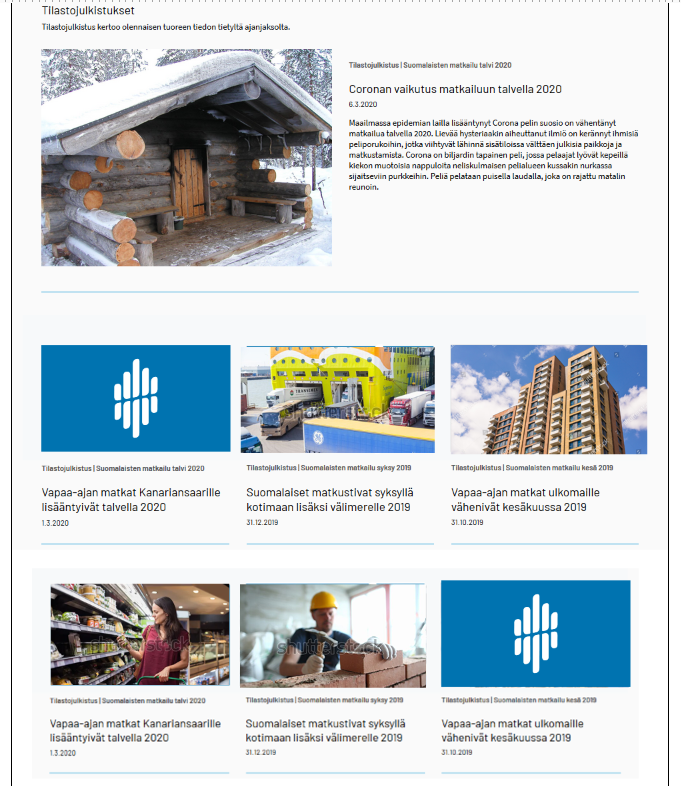 Tilastojulkistukset
Tilastojulkistus kertoo olennaisen tuoreen tiedon tietyltä ajanjaksolta.
Tilastojulkistus | Suomalaisten matkailu talvi 2020
Coronan vaikutus matkailuun talvella 2020
6.3.2020
Maailmassa epidemian lailla lisääntynyt Corona pelin suosio on vähentänyt
matkailua talvella 2020. Lievää hysteriaakin aiheuttanut ilmiö on kerännyt ihmisiä
peliporukoihin, jotka viihtyvät lähinnä sisätiloissa välttäen julkisia paikkoja ja
matkustamista. Corona on biljardin tapainen peli, jossa pelaajat lyövät kepeillä
kiekon muotoisia nappuloita neliskulmaisen pelialueen kussakin nurkassa
sijaitseviin purkkeihin. Peliä pelataan puisella laudalla, joka on rajattu matalin
reunoin.
shutterstock
Tilastojulkistus | Suomalaisten matkailu talvi 2020
Vapaa-ajan matkat Kanariansaarille
lisääntyivät talvella 2020
1.3.2020
Tilastojulkistus | Suomalaisten matkailu syksy 2019
Suomalaiset matkustivat syksyllä
kotimaan lisäksi välimerelle 2019
31.12.2019
Tilastojulkistus | Suomalaisten matkailu kesä 2019
Vapaa-ajan matkat ulkomaille
vähenivät kesäkuussa 2019
31.10.2019
shutterstock
shutterstock
Tilastojulkistus | Suomalaisten matkailu talvi 2020
Vapaa-ajan matkat Kanariansaarille
lisääntyivät talvella 2020
1.3.2020
Tilastojulkistus | Suomalaisten matkailu syksy 2019
Suomalaiset matkustivat syksyllä
kotimaan lisäksi välimerelle 2019
31.12.2019
Tilastojulkistus | Suomalaisten matkailu kesä 2019
Vapaa-ajan matkat ulkomaille
vähenivät kesäkuussa 2019
31.10.2019